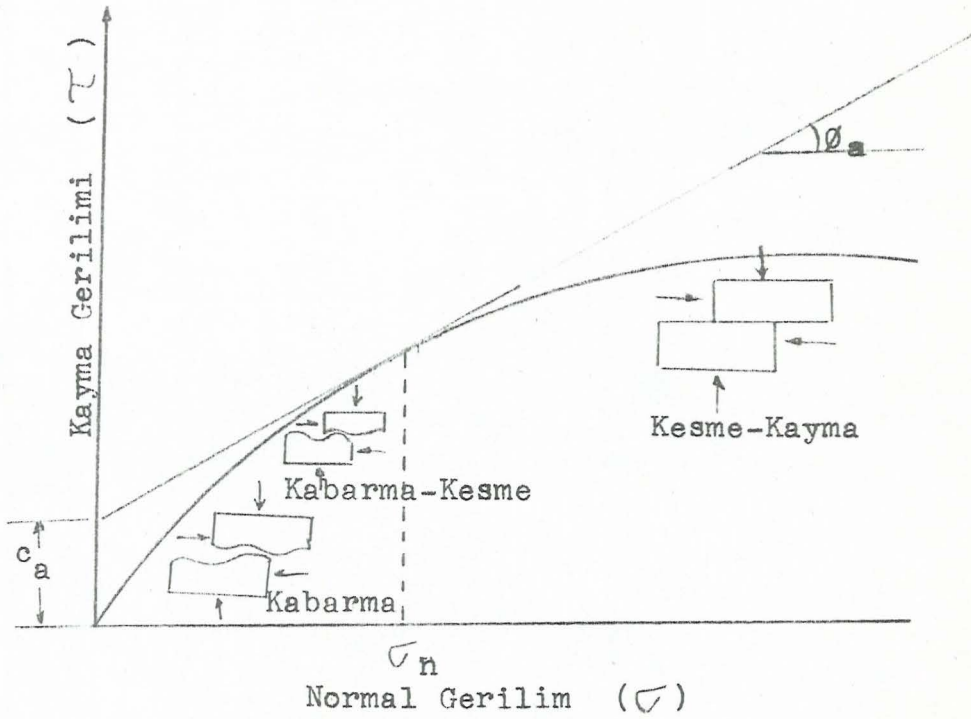 Kayma Gerilimi (τ)
Øa
Kesme-Kayma
Kabarma-Kesme
ca
Kabarma
σn
Normal Gerilim (σ)